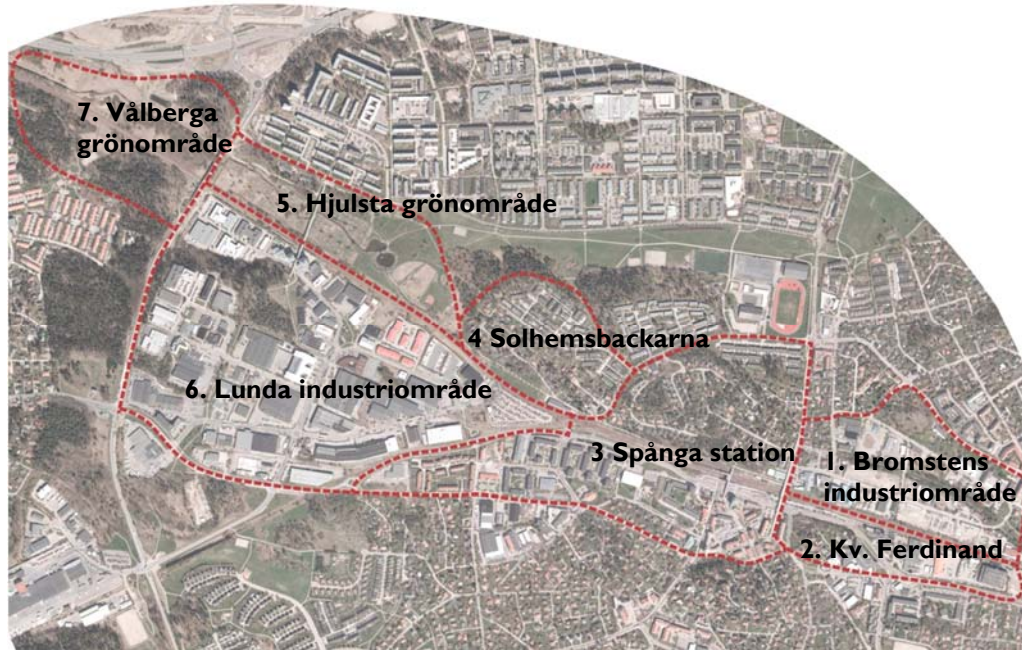 7. Vålberga
grönområde
5. Hjulsta grönområde
4 Solhemsbackarna
6. Lunda industriområde
3 Spånga station
1. Bromstens
industriområde
2. Kv. Ferdinand